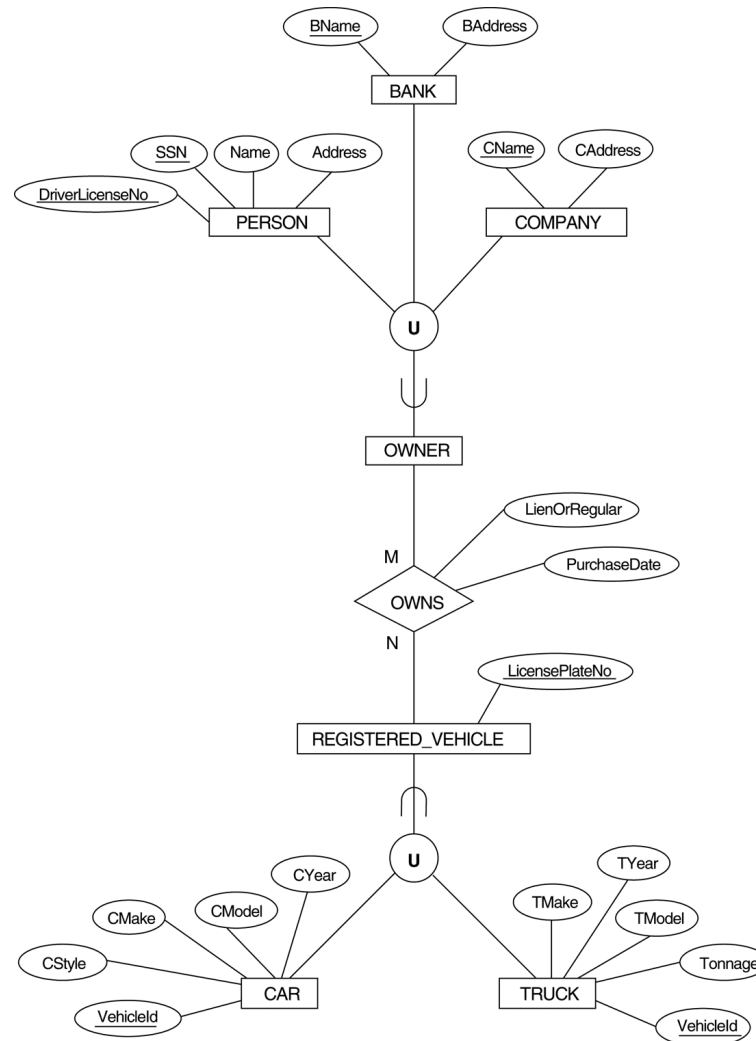 BName
BAddress
BANK
SSN
Name
Address
CName
CAddress
DriverLicenseNo
PERSON
COMPANY
U
OWNER
LienOrRegular
M
PurchaseDate
OWNS
N
LicensePlateNo
REGISTERED_VEHICLE
U
TYear
CYear
TMake
CModel
CMake
TModel
CStyle
Tonnage
CAR
TRUCK
VehicleId
VehicleId